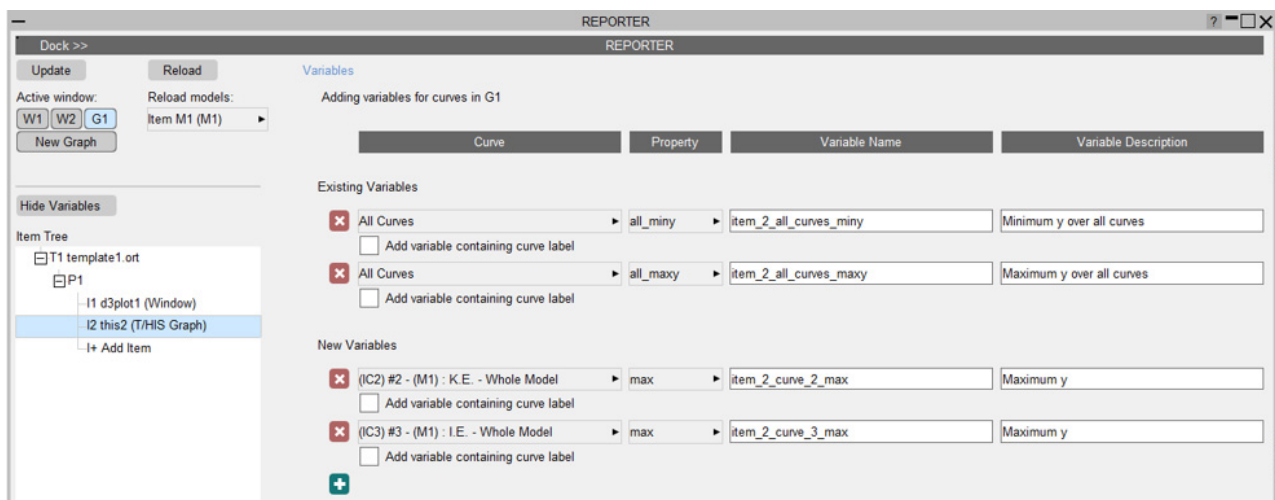 REPORTER ?
Dock >> REPORTER
Update Reload Variables
Active window: Reload models: Adding variables for curves in G1
W1 W2 G1 Item M1 (M1)
New Graph Curve Property Variable Name Variable Description
Existing Variables
Hide Variables
All Curves all_miny item_2_all_curves_miny Minimum y over all curves
Item Tree Add variable containing curve label
T1 template1.ort
All Curves all_maxy item_2_all_curves_maxy Maximum y over all curves
P1
I1 d3plot1 (Window) Add variable containing curve label
I2 this2 (T/HIS Graph)
I+ Add Item New Variables
(IC2) #2 - (M1) : K.E. - Whole Model max item_2_curve_2_max Maximum y
Add variable containing curve label
(IC3) #3 - (M1) : I.E. - Whole Model max item_2_curve_3_max Maximum y
Add variable containing curve label